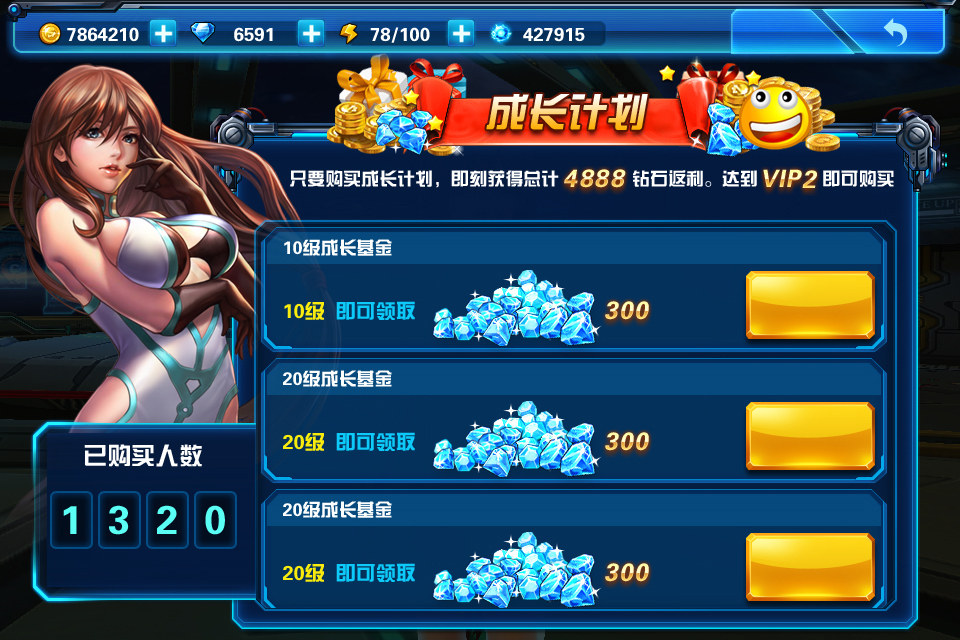 7864210 6591 78/100 427915
成长计划
只要购买成长计划，即刻获得总计 4888 钻石返利。达到 VIP2 即可购买
10级成长基金
10级 即可领取 300
20级成长基金
20级 即可领取 300
已购买人数
1 3 2 0
20级成长基金
20级 即可领取 300